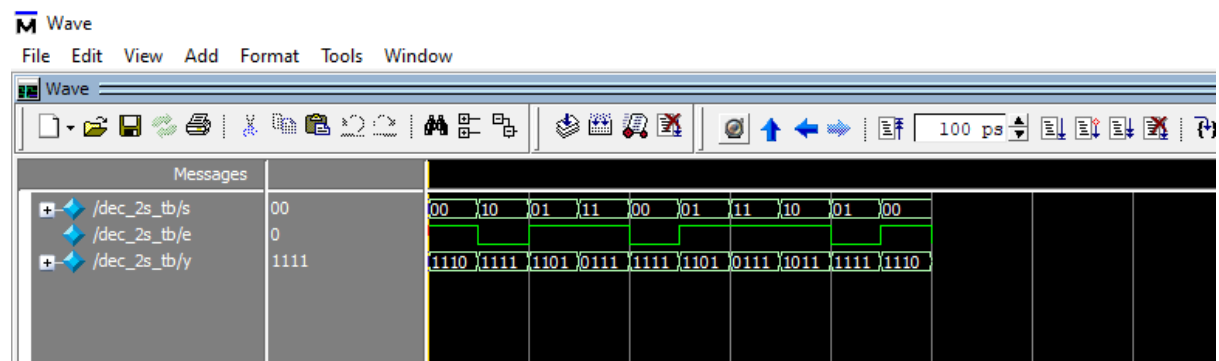 Wave
File Edit View Add Format Tools Window
Wave
100 ps
Messages
/dec_2s_tb/s 00 00 10 01 11 00 01 11 10 01 00
/dec_2s_tb/e 0
/dec_2s_tb/y 1111 1110 1111 1101 0111 1111 1101 0111 1011 1111 1110